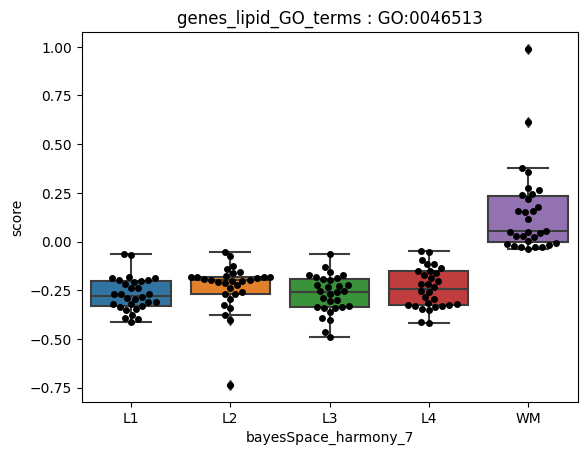 genes_lipid_GO_terms : GO:0046513
1.00
0.75
0.50
0.25
0.00
−0.25
−0.50
−0.75
score
L1 L2 L3 L4 WM
bayesSpace_harmony_7